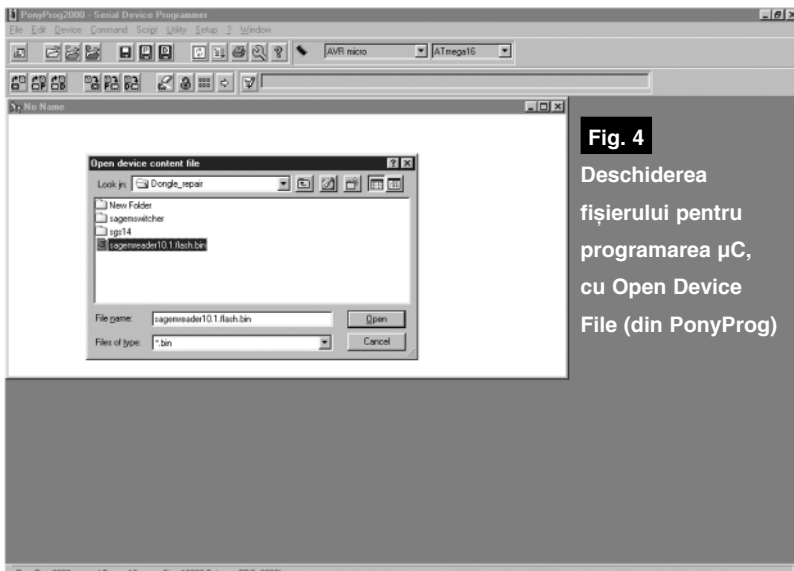 PonyProg2000 - Serial Device Programmer
File Edit Device Command Script Utility Setup ? Window
AVR micro ATmega16
No Name
Open device content file
Look in: Dongle_repair
New Folder
sagemswitcher
sgs14
sagemreader10.1.flash.bin
File name: sagemreader10.1.flash.bin Open
Files of type: *.bin Cancel
Fig. 4
Deschiderea
fișierului pentru
programarea µC,
cu Open Device
File (din PonyProg)